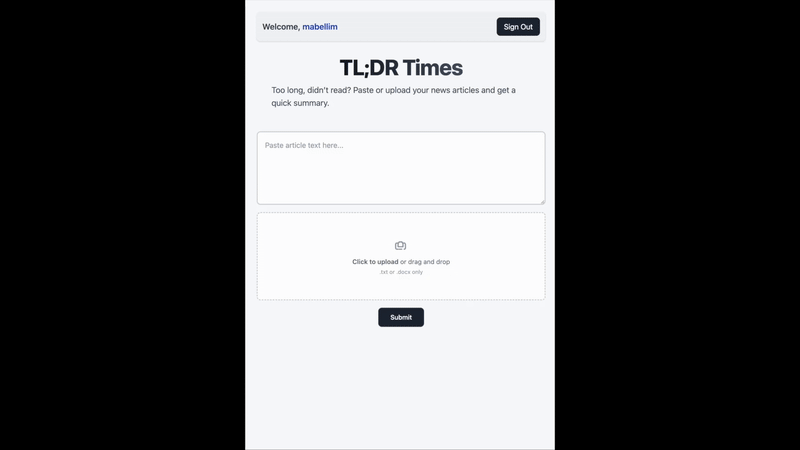 Welcome, mabellim
Sign Out
TL;DR Times
Too long, didn't read? Paste or upload your news articles and get a
quick summary.
Paste article text here...
Click to upload or drag and drop
.txt or .docx only
Submit